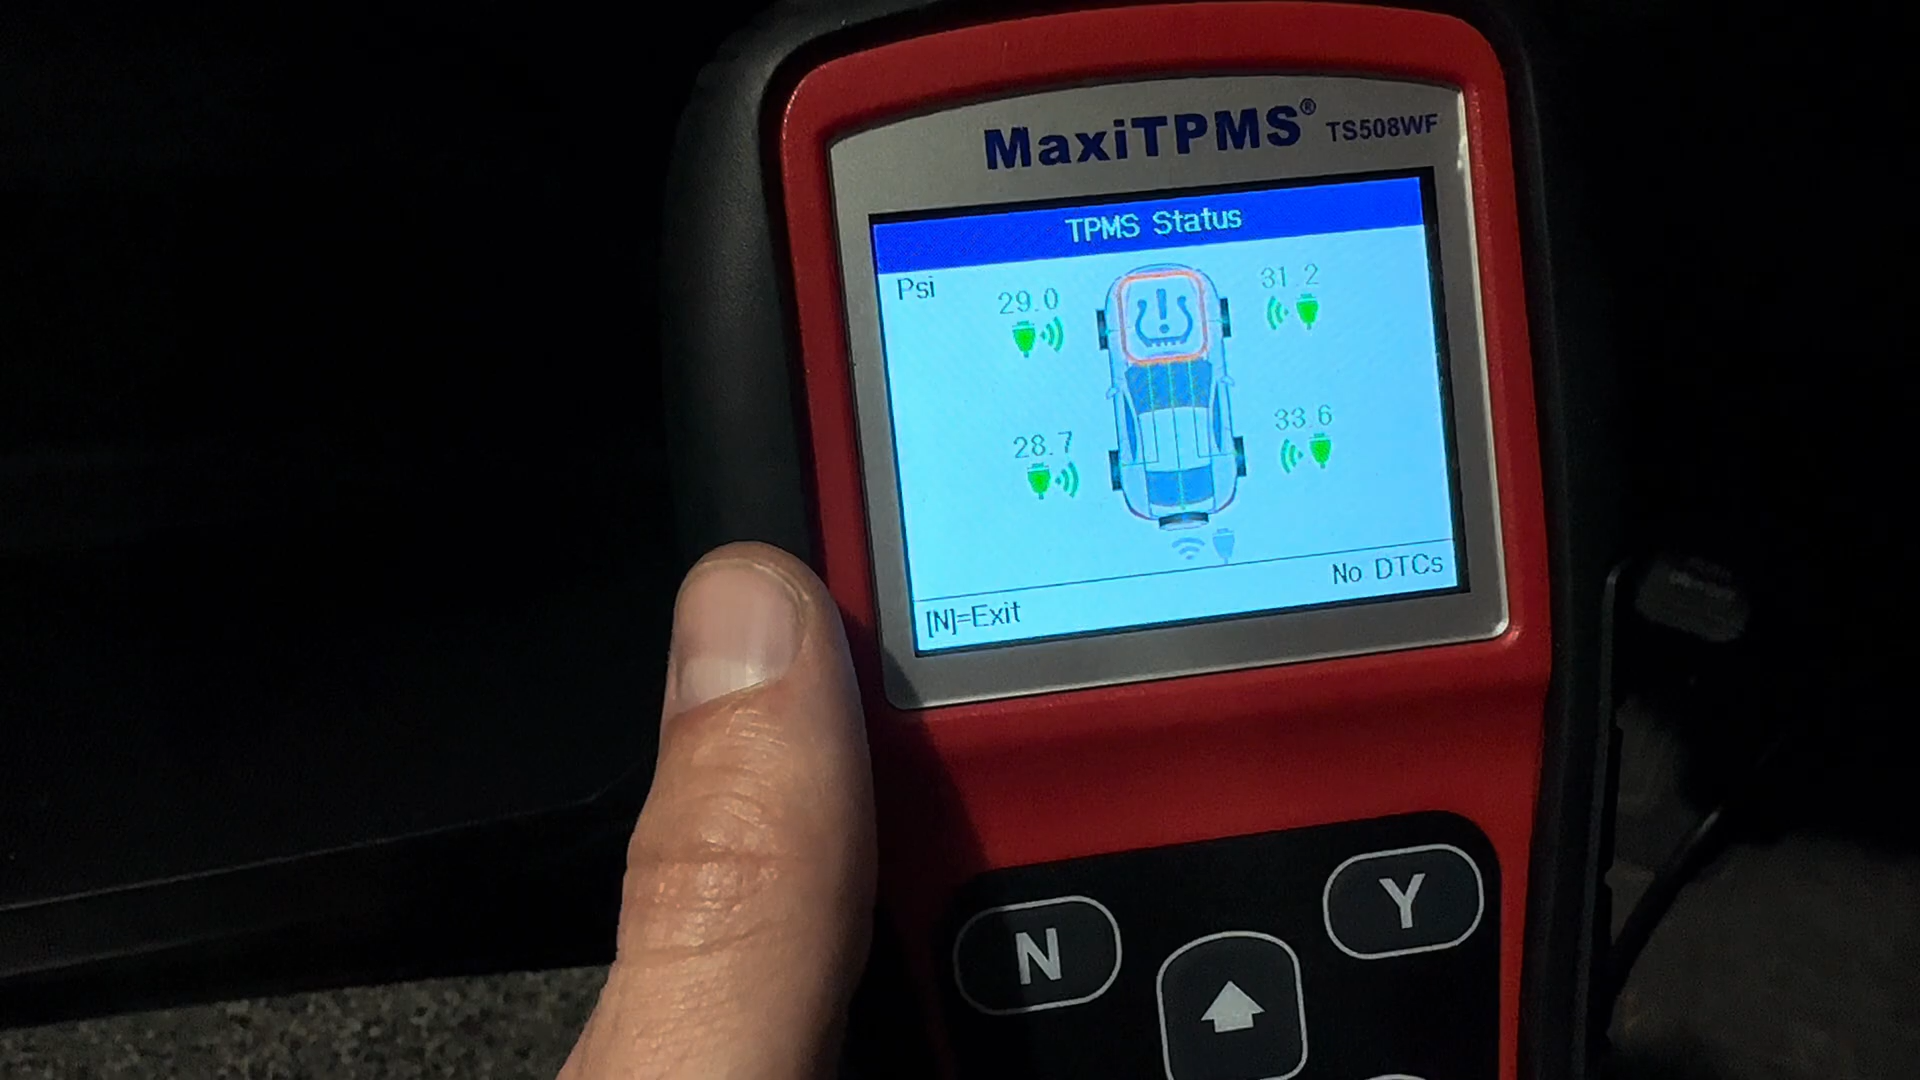 MaxiTPMS® TS508WF
TPMS Status
Psi
29.0
31.2
28.7
33.6
No DTCs
[N]=Exit
N
Y